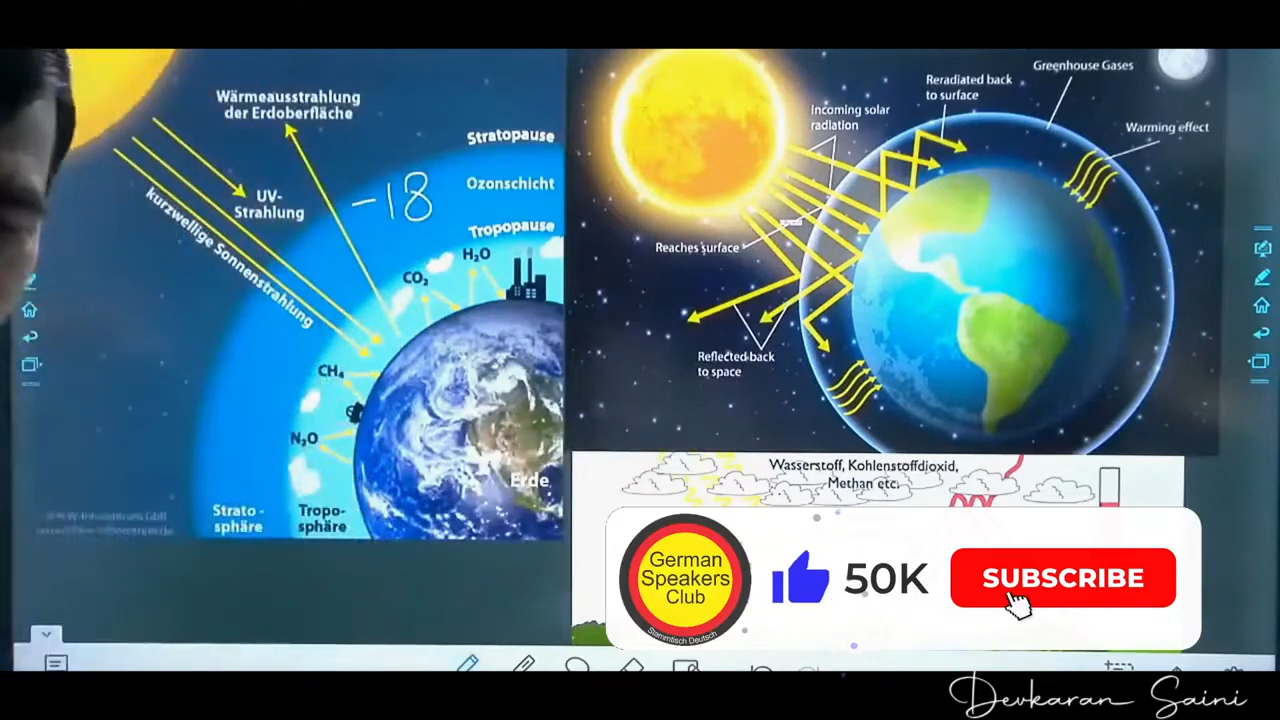 Wärmeausstrahlung
der Erdoberfläche
Stratopause
Ozonschicht
UV-
Strahlung
-18
Tropopause
kurzwellige Sonnenstrahlung
H₂O
CO₂
CH₄
N₂O
Erde
Strato-
sphäre
Tropo-
sphäre
Greenhouse Gases
Reradiated back
to surface
Incoming solar
radiation
Warming effect
Reaches surface
Reflected back
to space
Wasserstoff, Kohlenstoffdioxid,
Methan etc.
German
Speakers
Club
Stammtisch Deutsch
50K
SUBSCRIBE
Devkaran Saini